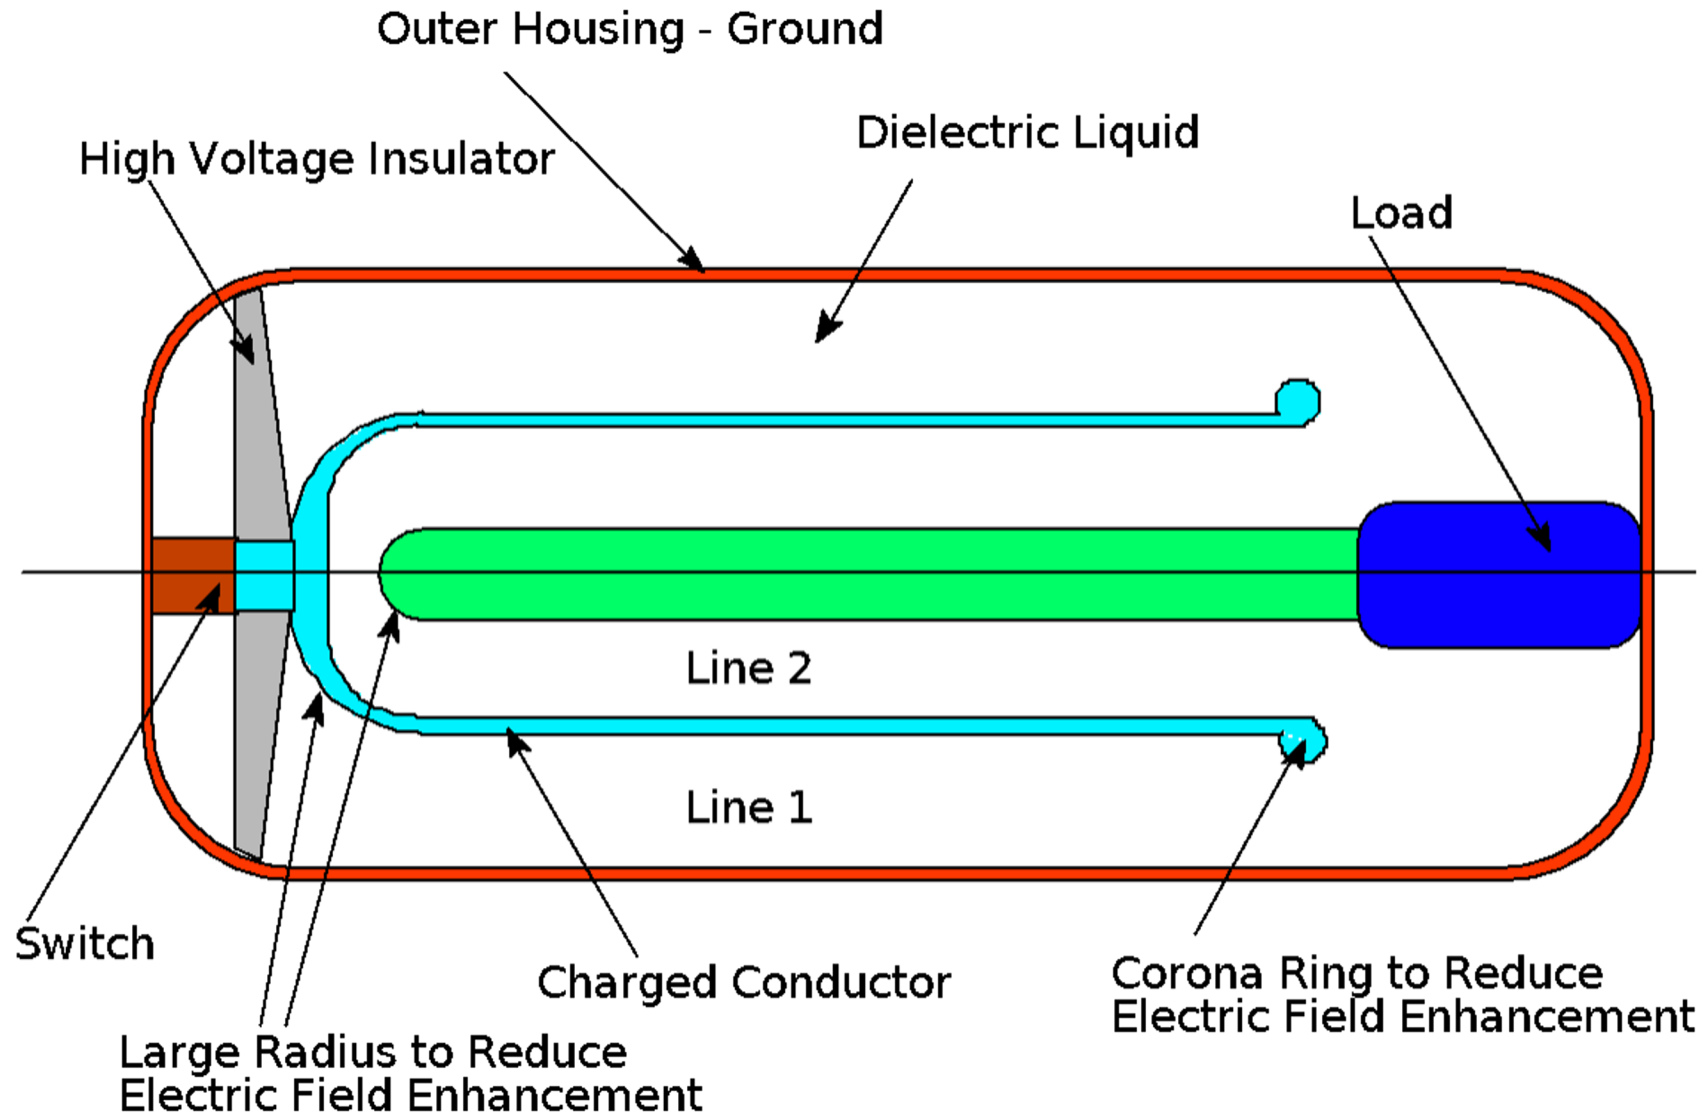 Outer Housing - Ground
Dielectric Liquid
High Voltage Insulator
Load
Line 2
Line 1
Switch
Charged Conductor
Corona Ring to Reduce
Electric Field Enhancement
Large Radius to Reduce
Electric Field Enhancement